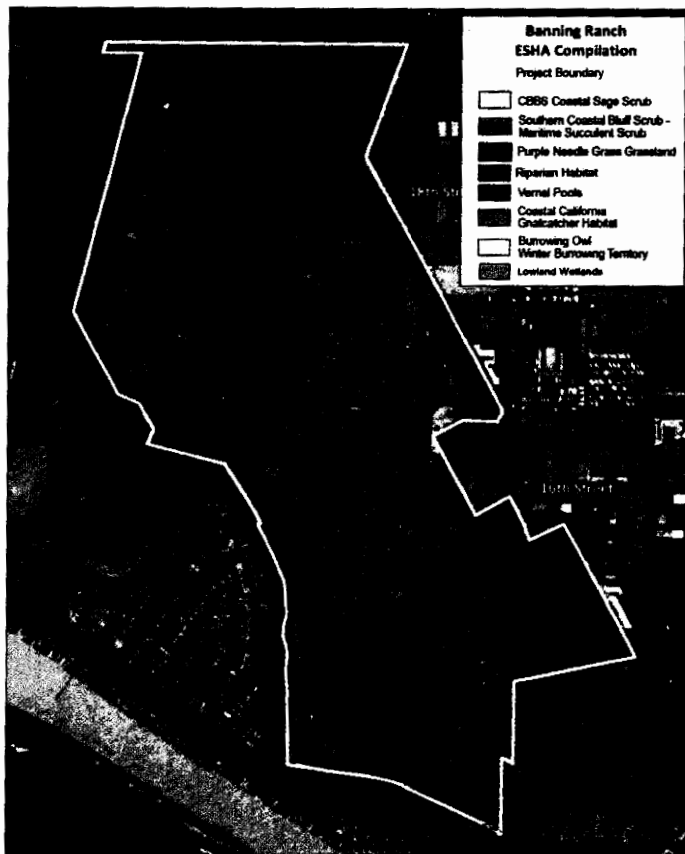 Banning Ranch
ESHA Compilation
Project Boundary
CBBS Coastal Sage Scrub
Southern Coastal Bluff Scrub -
Maritime Succulent Scrub
Purple Needle Grass Grassland
Riparian Habitat
Vernal Pools
Coastal California
Gnatcatcher Habitat
Burrowing Owl
Winter Burrowing Territory
Lowland Wetlands
18th Str
16th Street